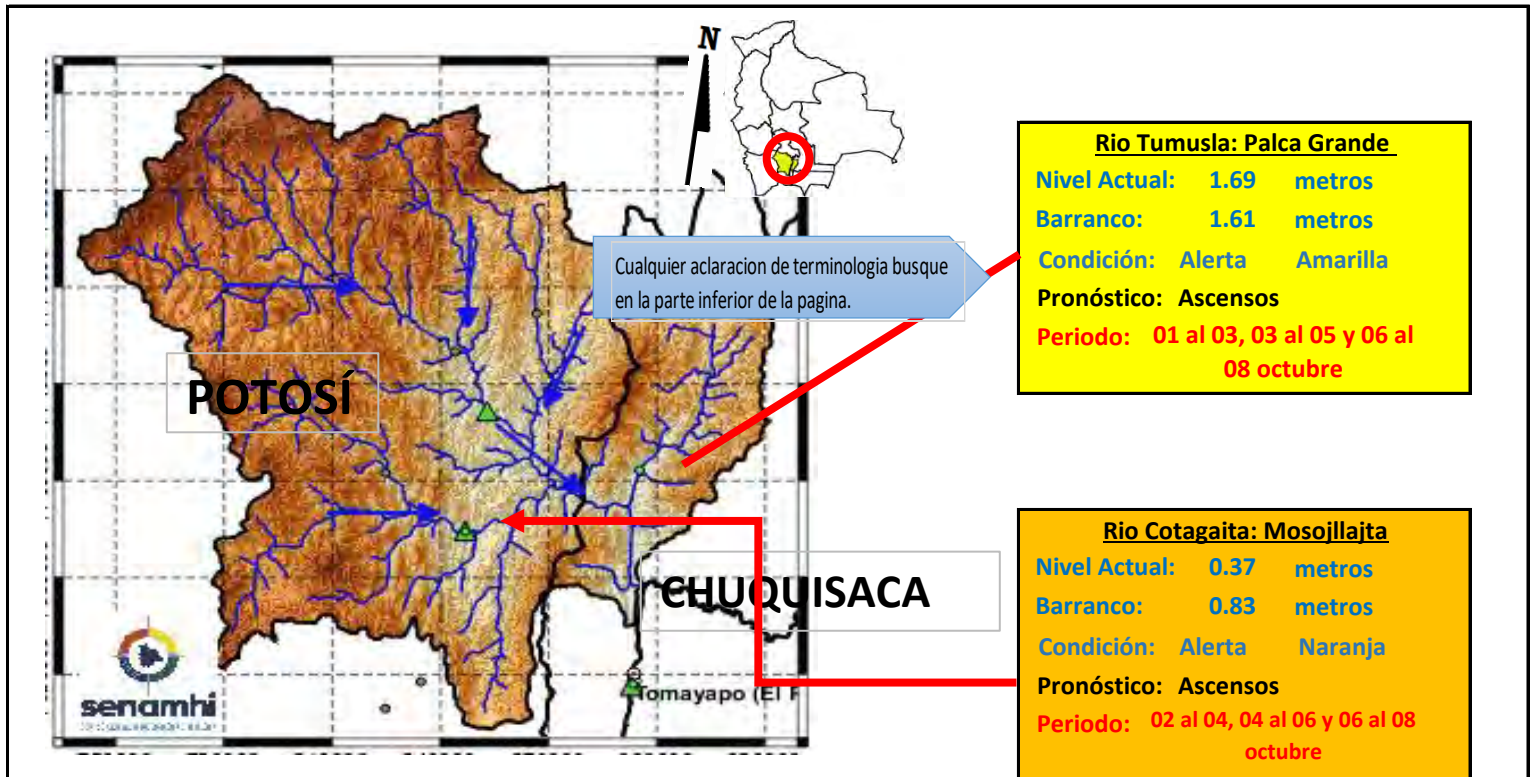 N
Rio Tumusla: Palca Grande
Nivel Actual: 1.69 metros
Barranco: 1.61 metros
Condición: Alerta Amarilla
Pronóstico: Ascensos
Periodo: 01 al 03, 03 al 05 y 06 al
08 octubre
Cualquier aclaracion de terminologia busque
en la parte inferior de la pagina.
POTOSÍ
CHUQUISACA
Rio Cotagaita: Mosojllajta
Nivel Actual: 0.37 metros
Barranco: 0.83 metros
Condición: Alerta Naranja
Pronóstico: Ascensos
Periodo: 02 al 04, 04 al 06 y 06 al 08
octubre
senamhi
Tomayapo (El